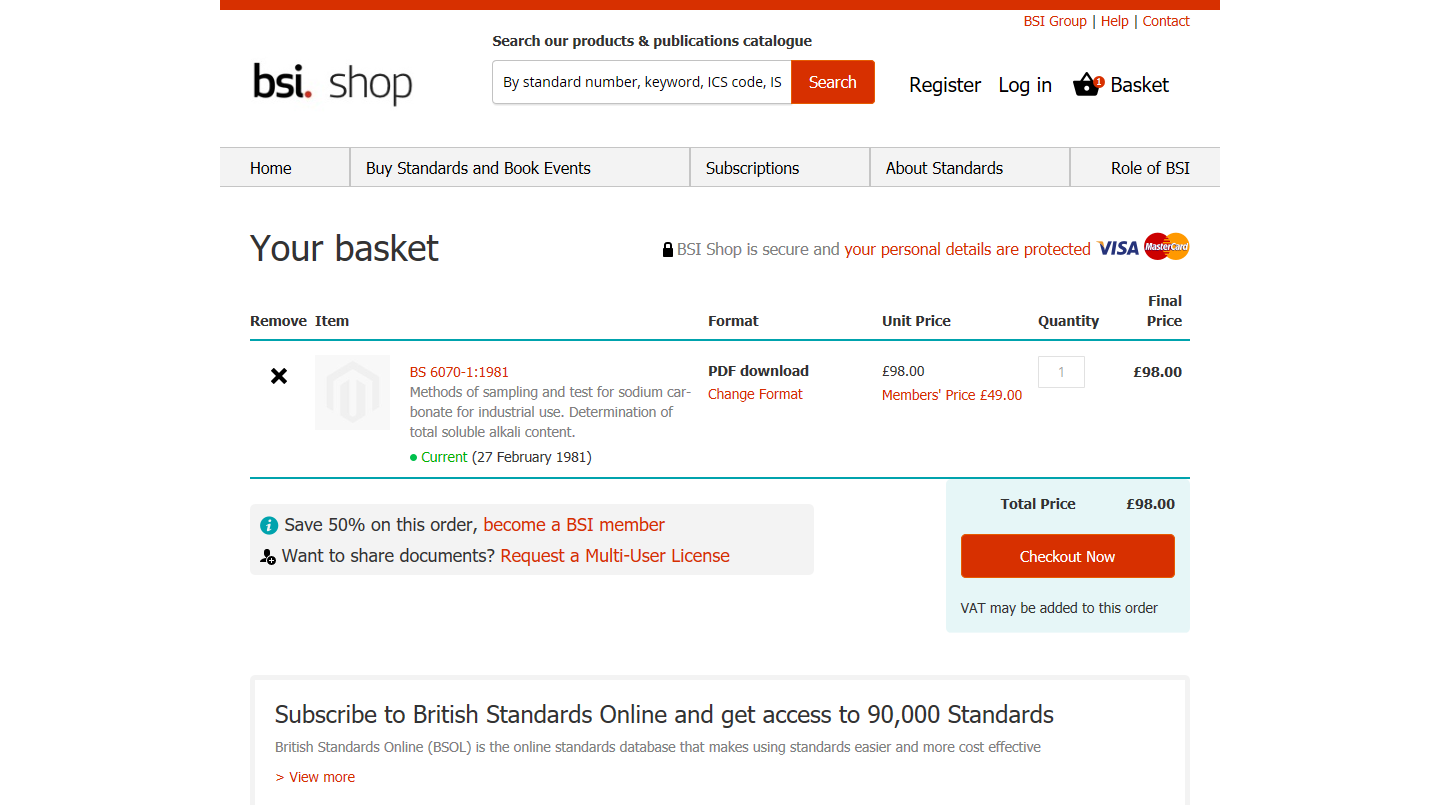 BSI Group | Help | Contact
Search our products & publications catalogue
bsi. shop
By standard number, keyword, ICS code, IS
Search
Register Log in 1 Basket
Home Buy Standards and Book Events Subscriptions About Standards Role of BSI
Your basket
BSI Shop is secure and your personal details are protected VISA MasterCard
Remove Item Format Unit Price Quantity Final Price
BS 6070-1:1981
Methods of sampling and test for sodium car-
bonate for industrial use. Determination of
total soluble alkali content.
Current (27 February 1981)
PDF download
Change Format
£98.00
Members' Price £49.00
1
£98.00
Total Price £98.00
Checkout Now
VAT may be added to this order
i Save 50% on this order, become a BSI member
Want to share documents? Request a Multi-User License
Subscribe to British Standards Online and get access to 90,000 Standards
British Standards Online (BSOL) is the online standards database that makes using standards easier and more cost effective
> View more